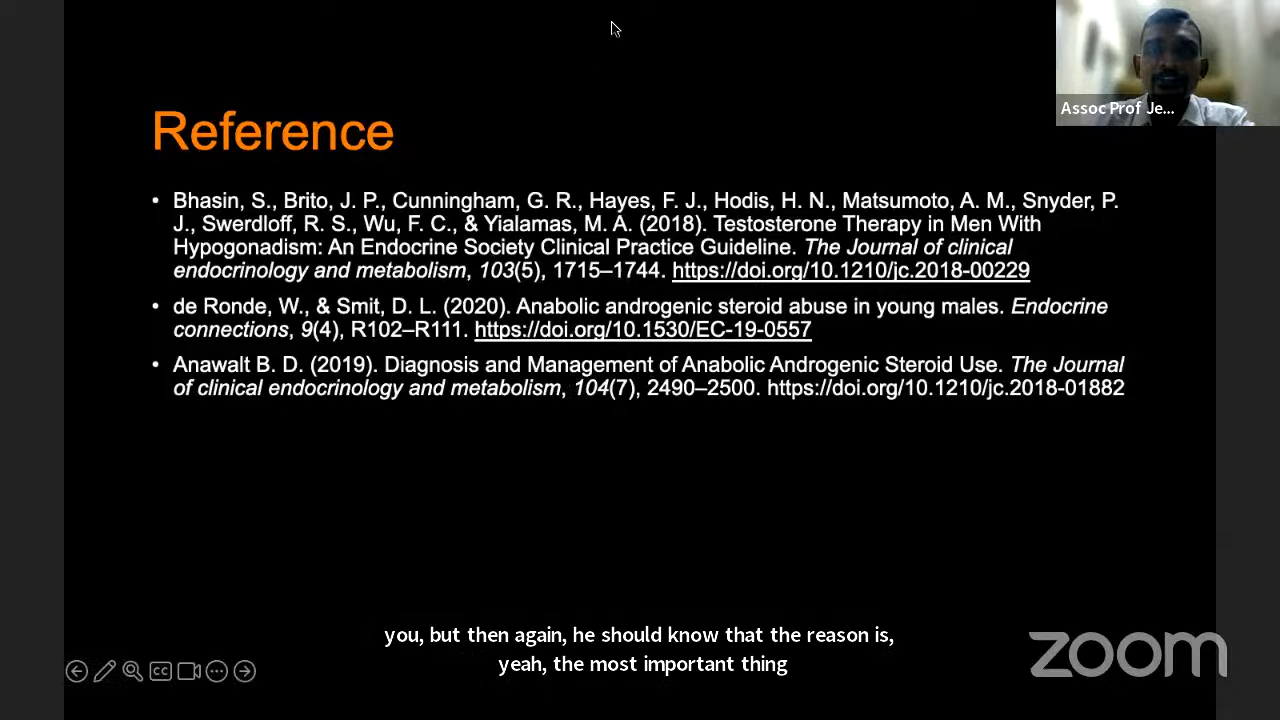 Assoc Prof Je...
Reference
• Bhasin, S., Brito, J. P., Cunningham, G. R., Hayes, F. J., Hodis, H. N., Matsumoto, A. M., Snyder, P.
J., Swerdloff, R. S., Wu, F. C., & Yialamas, M. A. (2018). Testosterone Therapy in Men With
Hypogonadism: An Endocrine Society Clinical Practice Guideline. The Journal of clinical
endocrinology and metabolism, 103(5), 1715–1744. https://doi.org/10.1210/jc.2018-00229
• de Ronde, W., & Smit, D. L. (2020). Anabolic androgenic steroid abuse in young males. Endocrine
connections, 9(4), R102–R111. https://doi.org/10.1530/EC-19-0557
• Anawalt B. D. (2019). Diagnosis and Management of Anabolic Androgenic Steroid Use. The Journal
of clinical endocrinology and metabolism, 104(7), 2490–2500. https://doi.org/10.1210/jc.2018-01882
you, but then again, he should know that the reason is,
yeah, the most important thing
CC
zoom